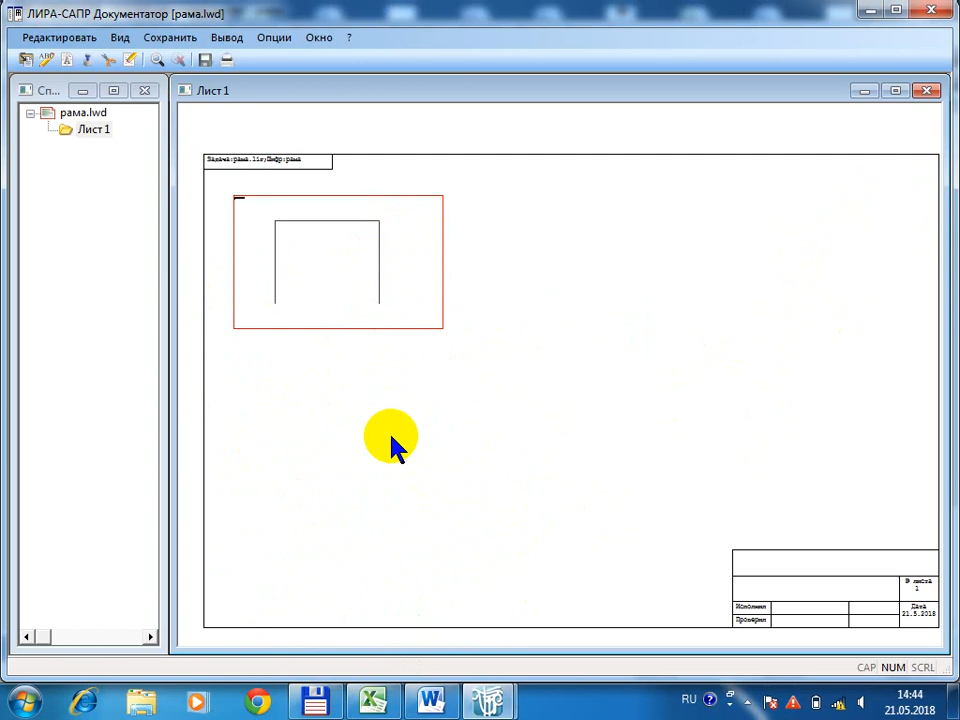 ЛИРА-САПР Документатор [рама.lwd]
Редактировать Вид Сохранить Вывод Опции Окно ?
Сп...
Лист 1
рама.lwd
Лист 1
Задача:рама.lir;Шифр:рама
№ листа
1
Исполнил
Дата
21.5.2018
Проверил
CAP NUM SCRL
RU
14:44
21.05.2018